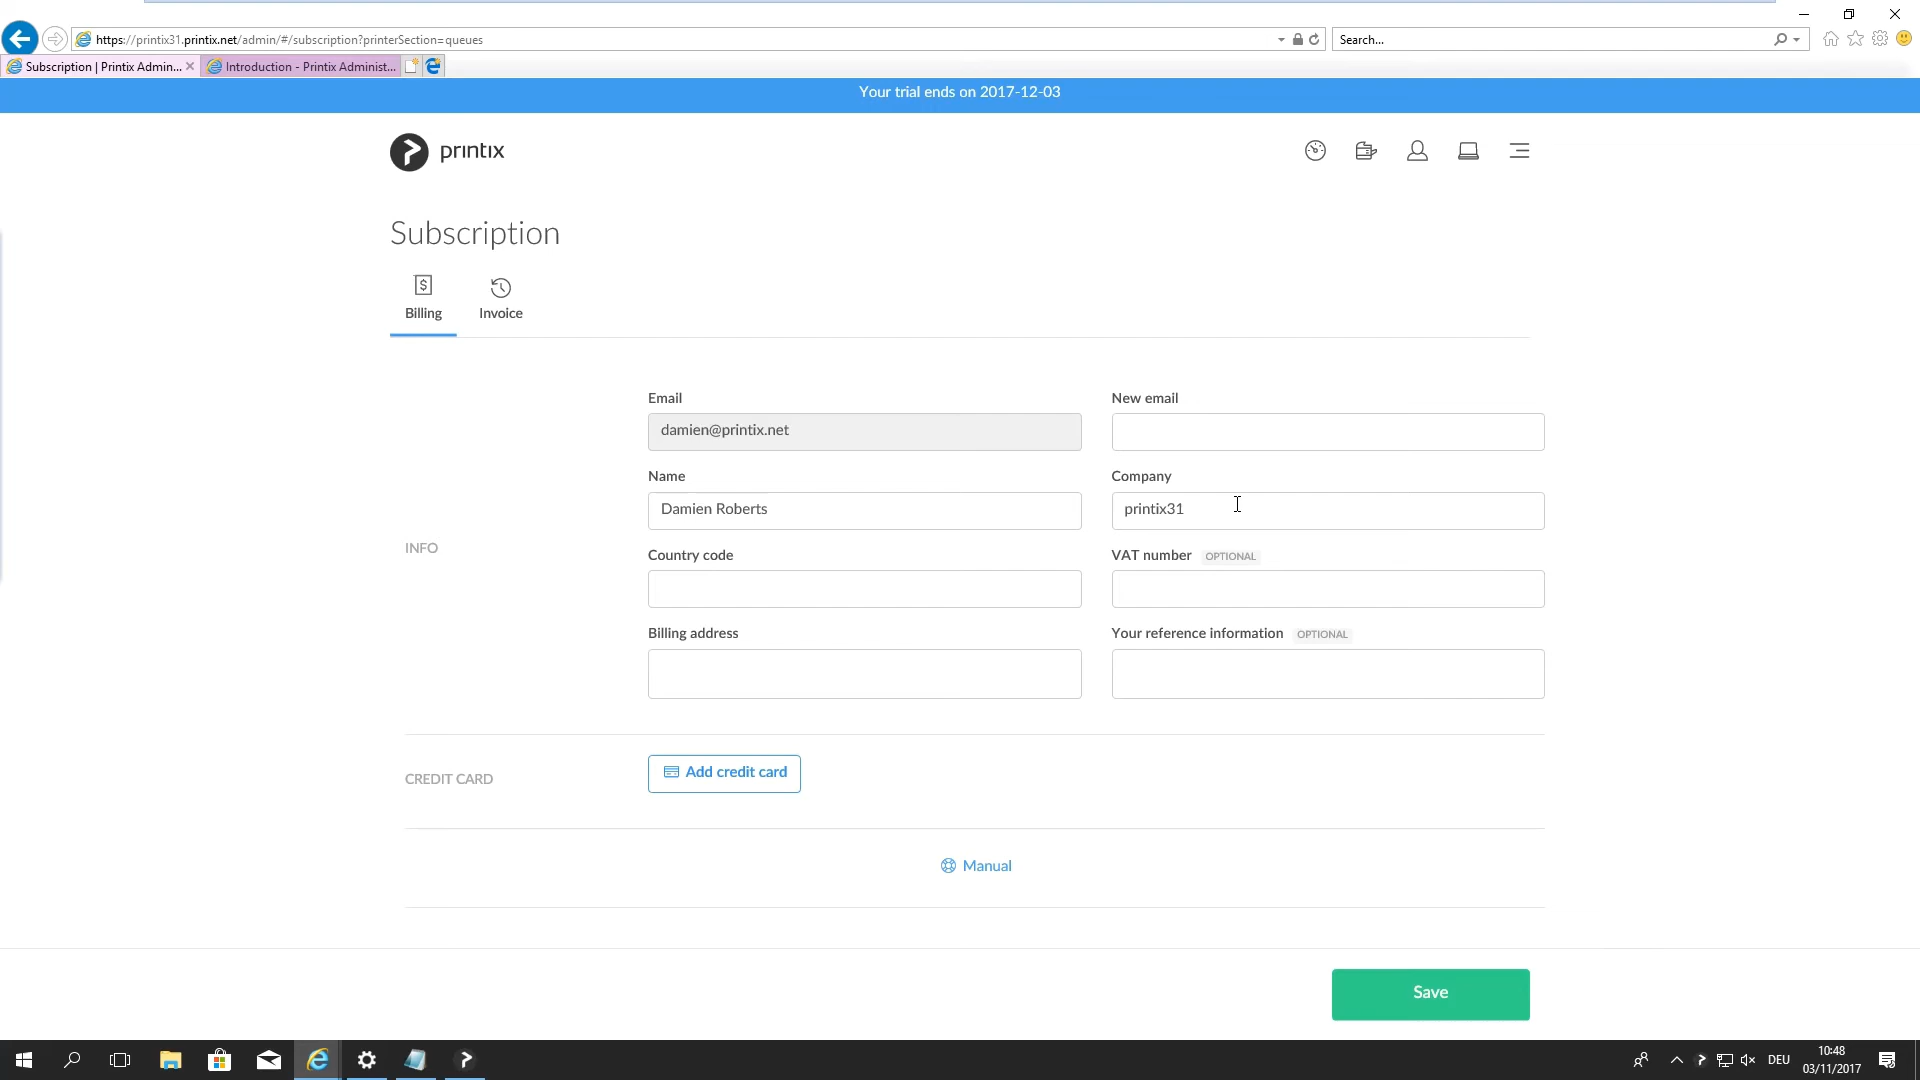 https://printix31.printix.net/admin/#/subscription?printerSection=queues
Search...
Subscription | Printix Admin...
Introduction - Printix Administ...
Your trial ends on 2017-12-03
printix
Subscription
Billing
Invoice
Email
New email
damien@printix.net
Name
Company
Damien Roberts
printix31
INFO
Country code
VAT number OPTIONAL
Billing address
Your reference information OPTIONAL
CREDIT CARD
Add credit card
Manual
Save
DEU
10:48
03/11/2017